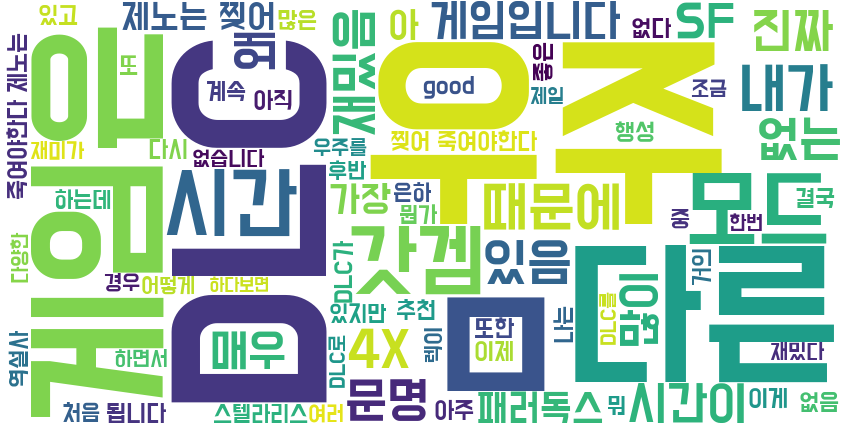 있고
제노는 찢어
많은
왜
아
게임입니다
없다
SF
진짜
죽여야한다 제노는
게임은
또
DLC
계속
아직
재밌음
good
좋은
제일
우주
조금
내가
재미가
다시
없습니다
우주를
찢어 죽여야한다
행성
없는
하는데
시간
후반
가장
은하
뭔가
때문에
중
모드
한번
결국
다양한
경우
어떻게
하다보면
DLC가
갓겜
있음
나는
다른
거의
DLC를
많이
역설사
하면서
매우
DLC로
있지만
추천
4X
렉이
ㅁ
또한
이제
재밌다
처음
됩니다
스텔라리스
여러
문명
아주
패러독스
뭐
시간이
이게
없음